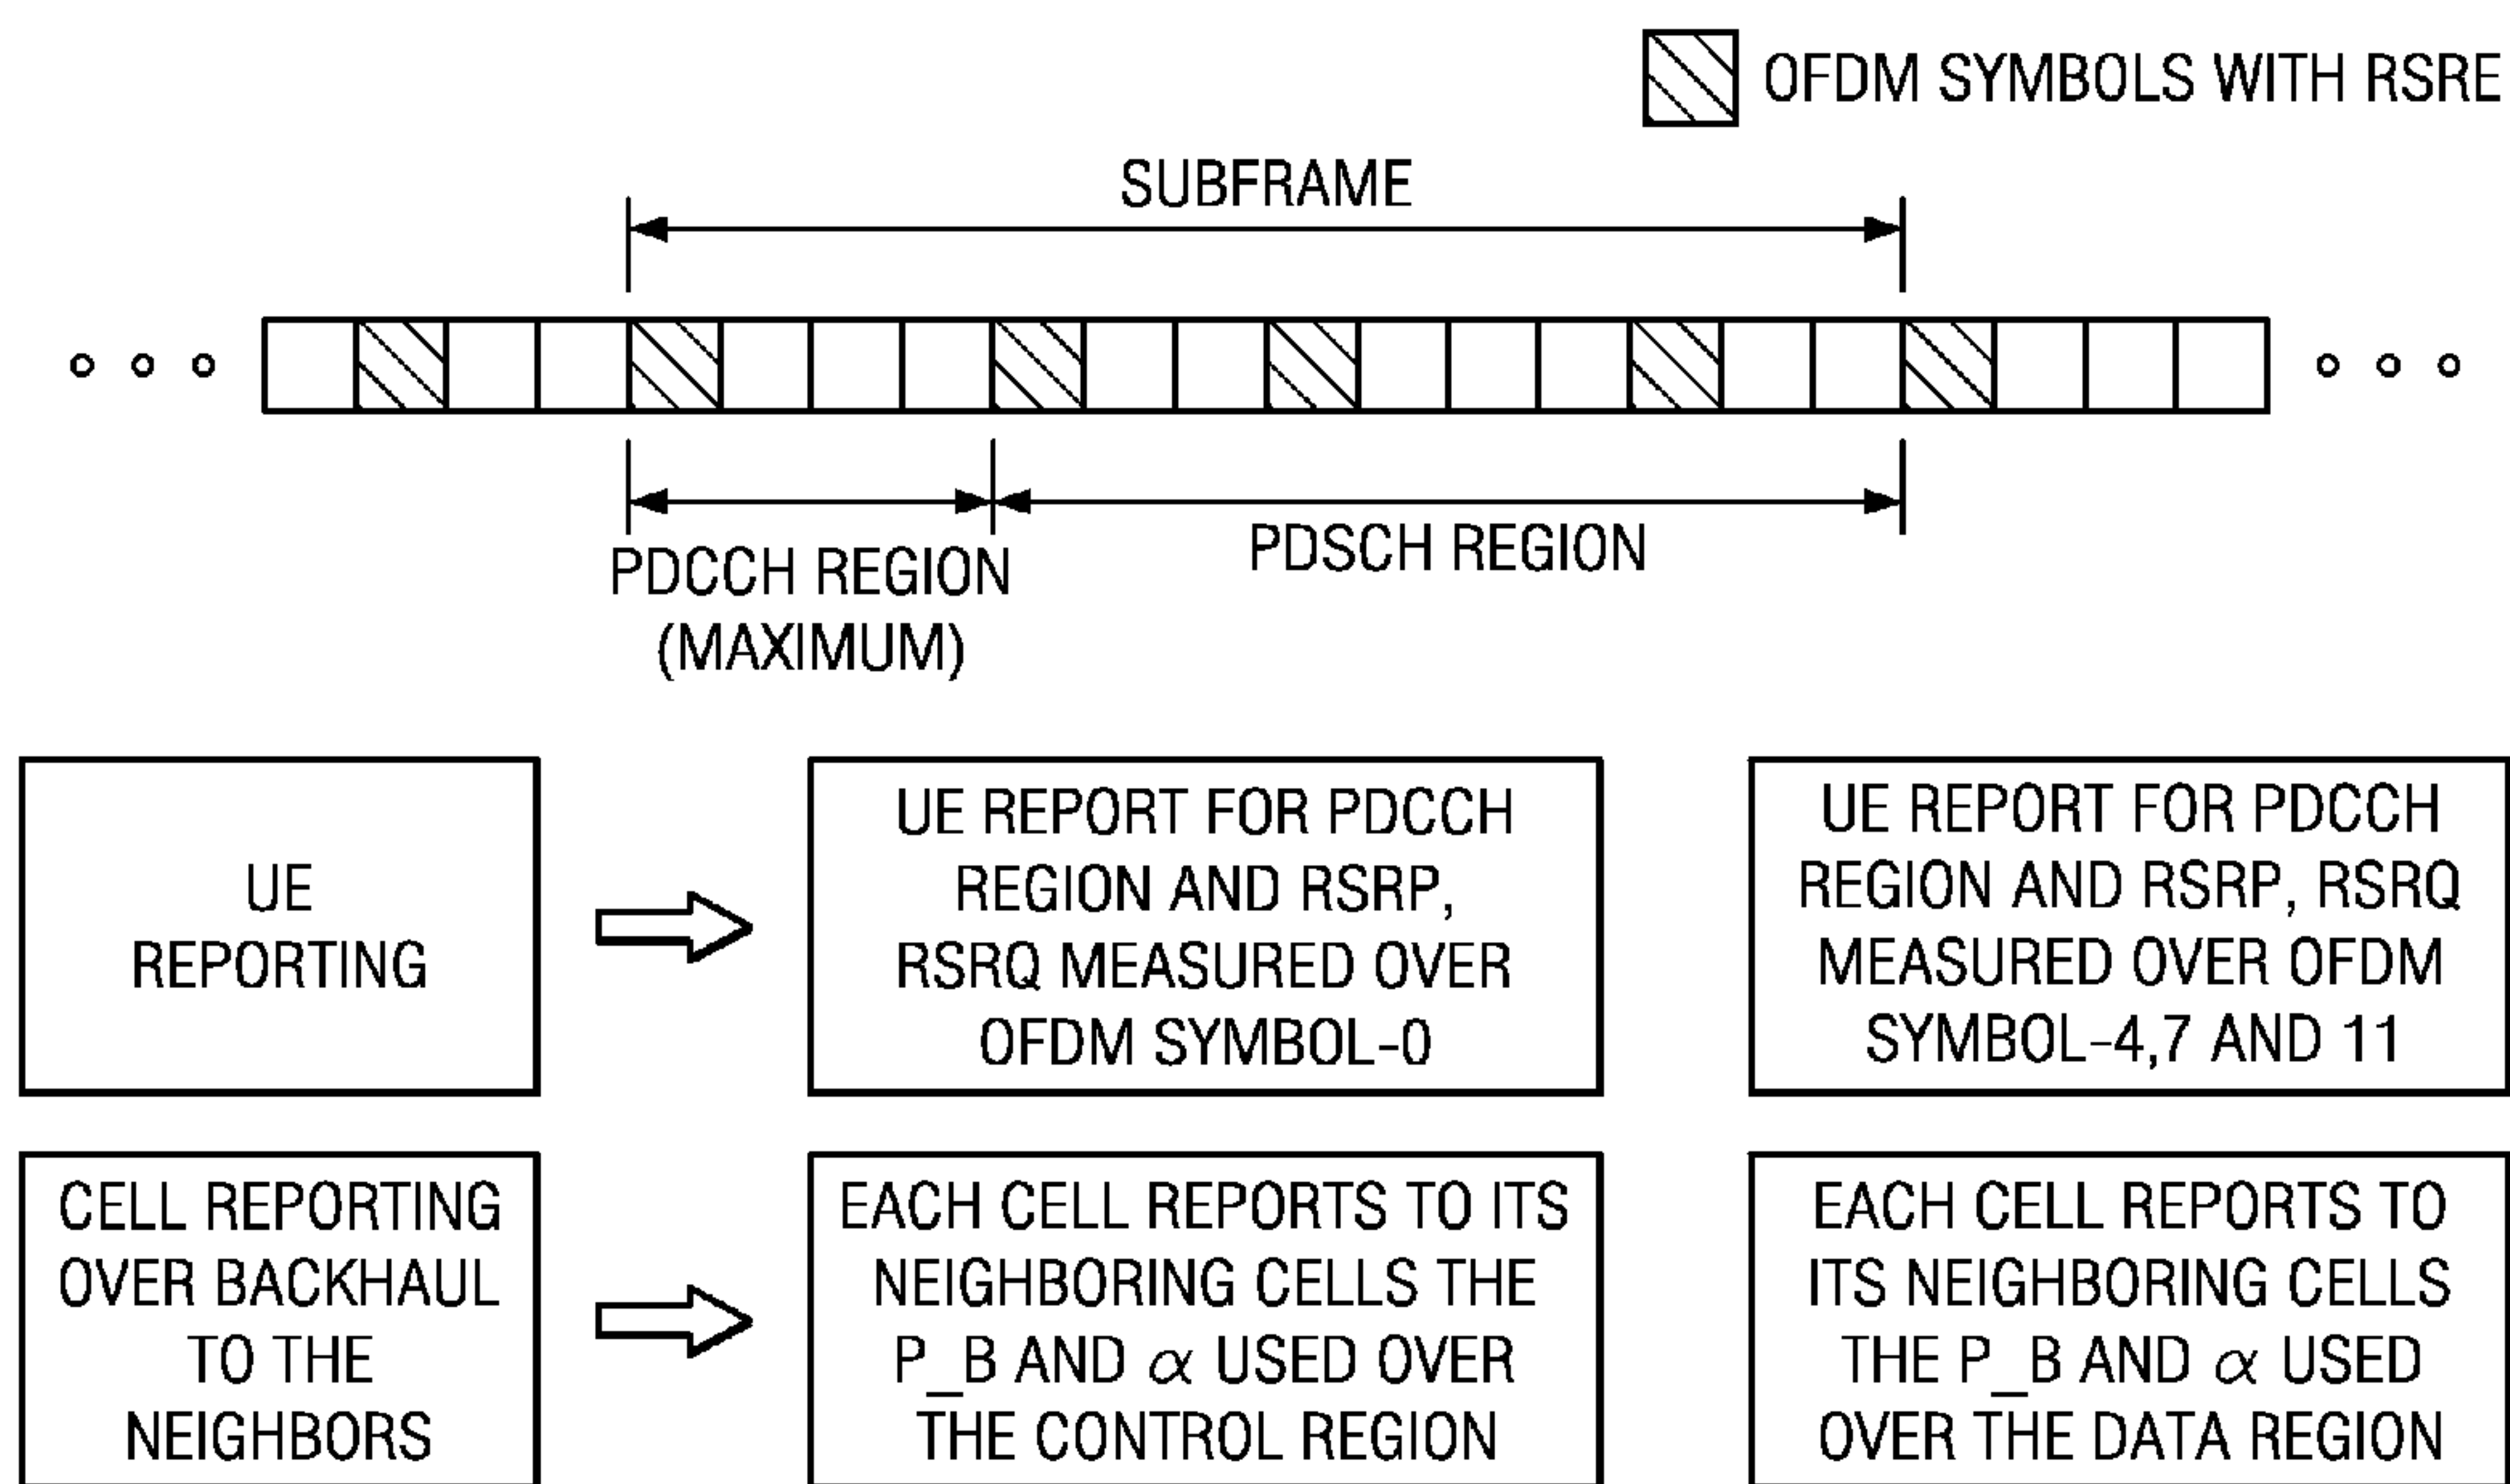 OFDM SYMBOLS WITH RSRE
SUBFRAME
PDCCH REGION
(MAXIMUM)
PDSCH REGION
UE
REPORTING
UE REPORT FOR PDCCH
REGION AND RSRP,
RSRQ MEASURED OVER
OFDM SYMBOL-0
UE REPORT FOR PDCCH
REGION AND RSRP, RSRQ
MEASURED OVER OFDM
SYMBOL-4,7 AND 11
CELL REPORTING
OVER BACKHAUL
TO THE
NEIGHBORS
EACH CELL REPORTS TO ITS
NEIGHBORING CELLS THE
P_B AND α USED OVER
THE CONTROL REGION
EACH CELL REPORTS TO
ITS NEIGHBORING CELLS
THE P_B AND α USED
OVER THE DATA REGION